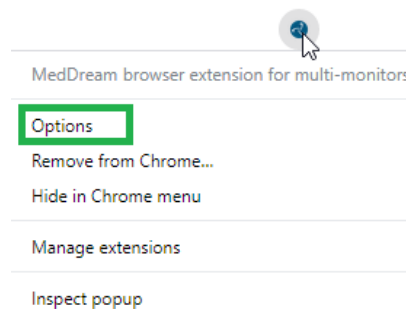 MedDream browser extension for multi-monitors
Options
Remove from Chrome...
Hide in Chrome menu
Manage extensions
Inspect popup